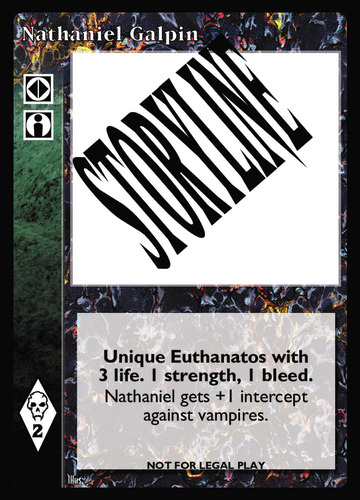 Nathaniel Galpin
STORYLINE
Unique Euthanatos with
3 life. 1 strength, 1 bleed.
Nathaniel gets +1 intercept
against vampires.
2
Illus:
NOT FOR LEGAL PLAY